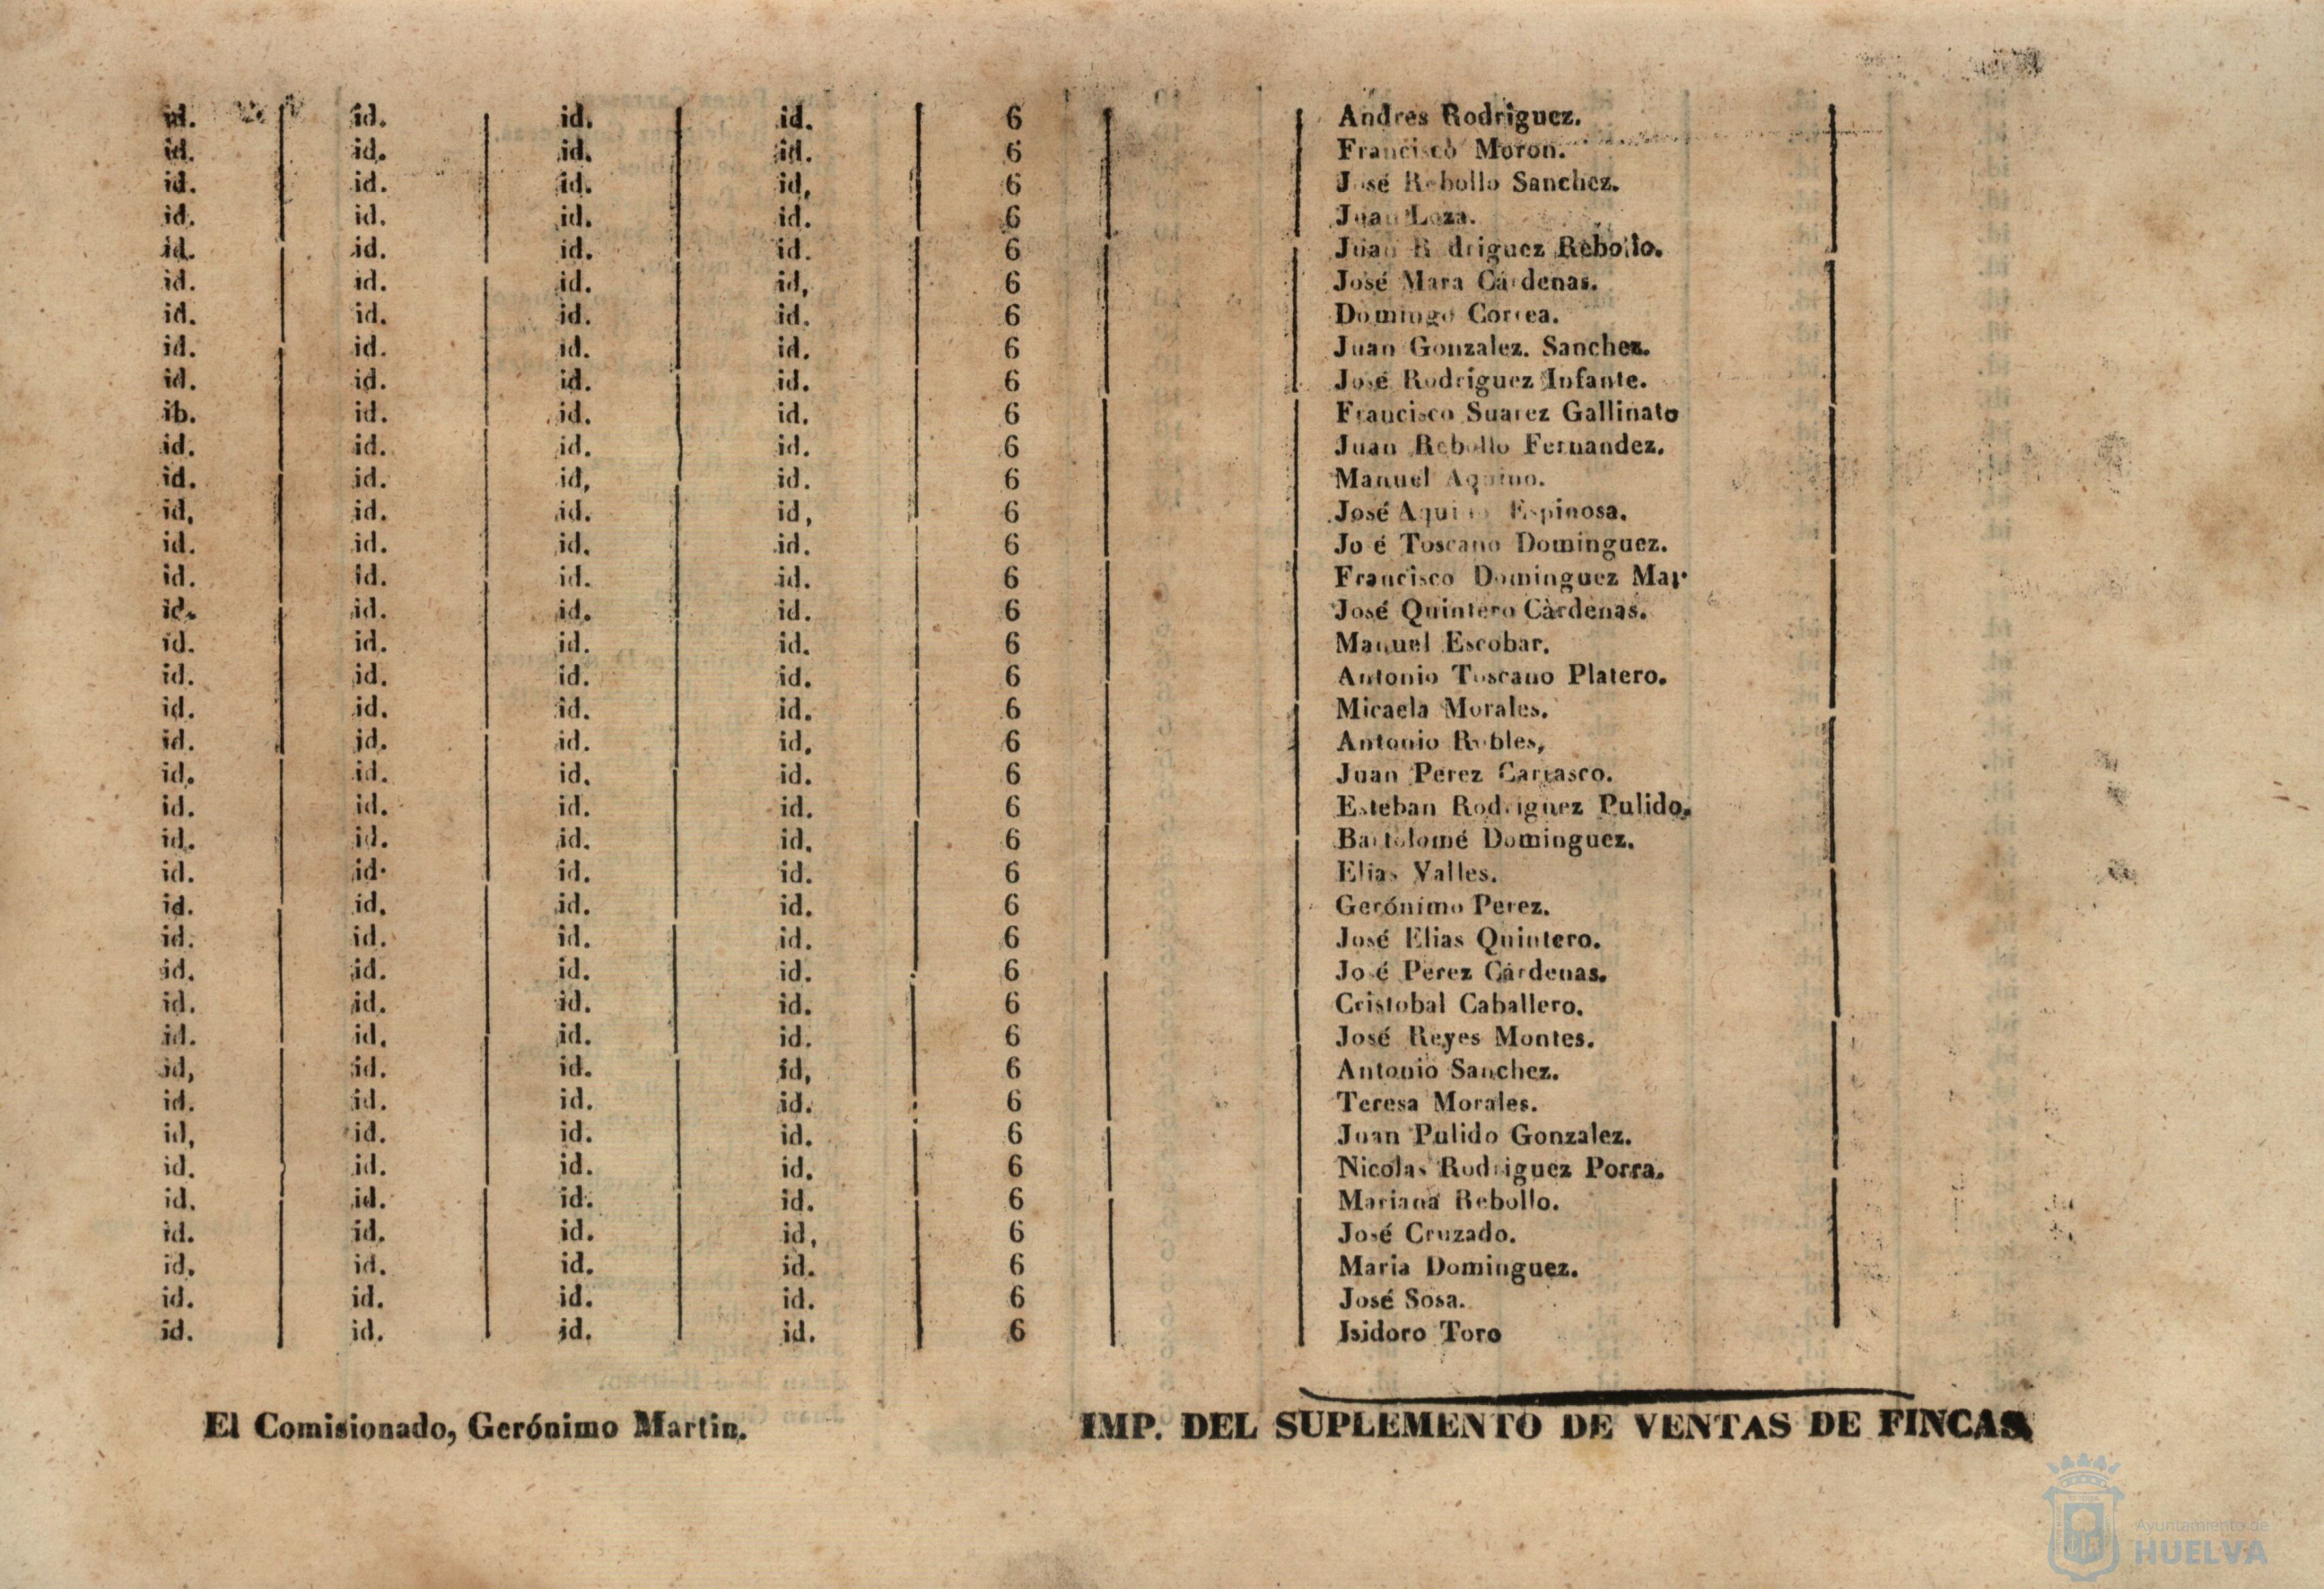 id. id. id. id. 6 Andres Rodriguez.
id. id. id. id. 6 Francisco Moron.
id. id. id. id, 6 José Rebollo Sanchez.
id. id. id. id. 6 Juan Loza.
id. id. id. id. 6 Juan Rodriguez Rebollo.
id. id. id. id, 6 José Mara Cárdenas.
id. id. id. id. 6 Domingo Correa.
id. id. id. id. 6 Juan Gonzalez. Sanchez.
id. id. id. id. 6 José Rodriguez Infante.
ib. id. id. id. 6 Francisco Suarez Gallinato
id. id. id. id. 6 Juan Rebollo Fernandez.
id. id. id, id. 6 Manuel Aquino.
id, id. id. id, 6 José Aquino Espinosa.
id. id. id. id. 6 Jo é Toscano Dominguez.
id. id. id. id. 6 Francisco Dominguez Mar
id. id. id. id. 6 José Quintero Càrdenas.
id. id. id. id. 6 Manuel Escobar.
id. id. id. id. 6 Antonio Toscano Platero.
id. id. id. id. 6 Micaela Morales.
id. id. id. id. 6 Antonio Robles,
id. id. id. id. 6 Juan Perez Carrasco.
id. id. id. id. 6 Esteban Rodriguez Pulido.
id. id. id. id. 6 Bartolomé Dominguez.
id. id. id. id. 6 Elias Valles.
id. id. id. id. 6 Gerónimo Perez.
id. id. id. id. 6 José Elias Quintero.
id. id. id. id. 6 Jo é Perez Cárdenas.
id. id. id. id. 6 Cristobal Caballero.
id. id. id. id. 6 José Reyes Montes.
id, id. id. id, 6 Antonio Sanchez.
id. id. id. id. 6 Teresa Morales.
id, id. id. id. 6 Juan Pulido Gonzalez.
id. id. id. id. 6 Nicolas Rodriguez Porra.
id. id. id. id. 6 Mariana Rebollo.
id. id. id. id, 6 José Cruzado.
id. id. id. id. 6 Maria Dominguez.
id. id. id. id. 6 José Sosa.
id. id. id. id. 6 Isidoro Toro
El Comisionado, Gerónimo Martin.
IMP. DEL SUPLEMENTO DE VENTAS DE FINCAS
Ayuntamiento de
HUELVA